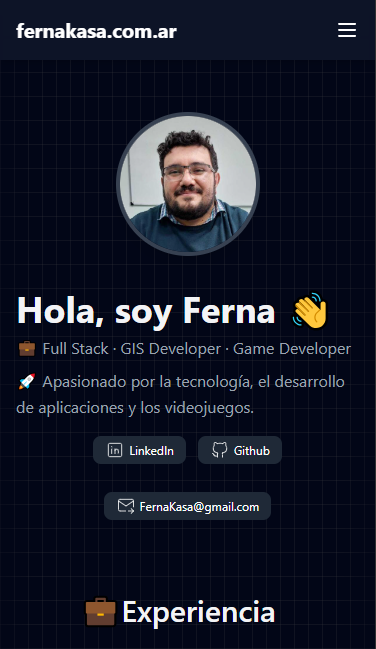 fernakasa.com.ar
Hola, soy Ferna 👋
💼 Full Stack · GIS Developer · Game Developer
🚀 Apasionado por la tecnología, el desarrollo
de aplicaciones y los videojuegos.
LinkedIn
Github
FernaKasa@gmail.com
💼 Experiencia